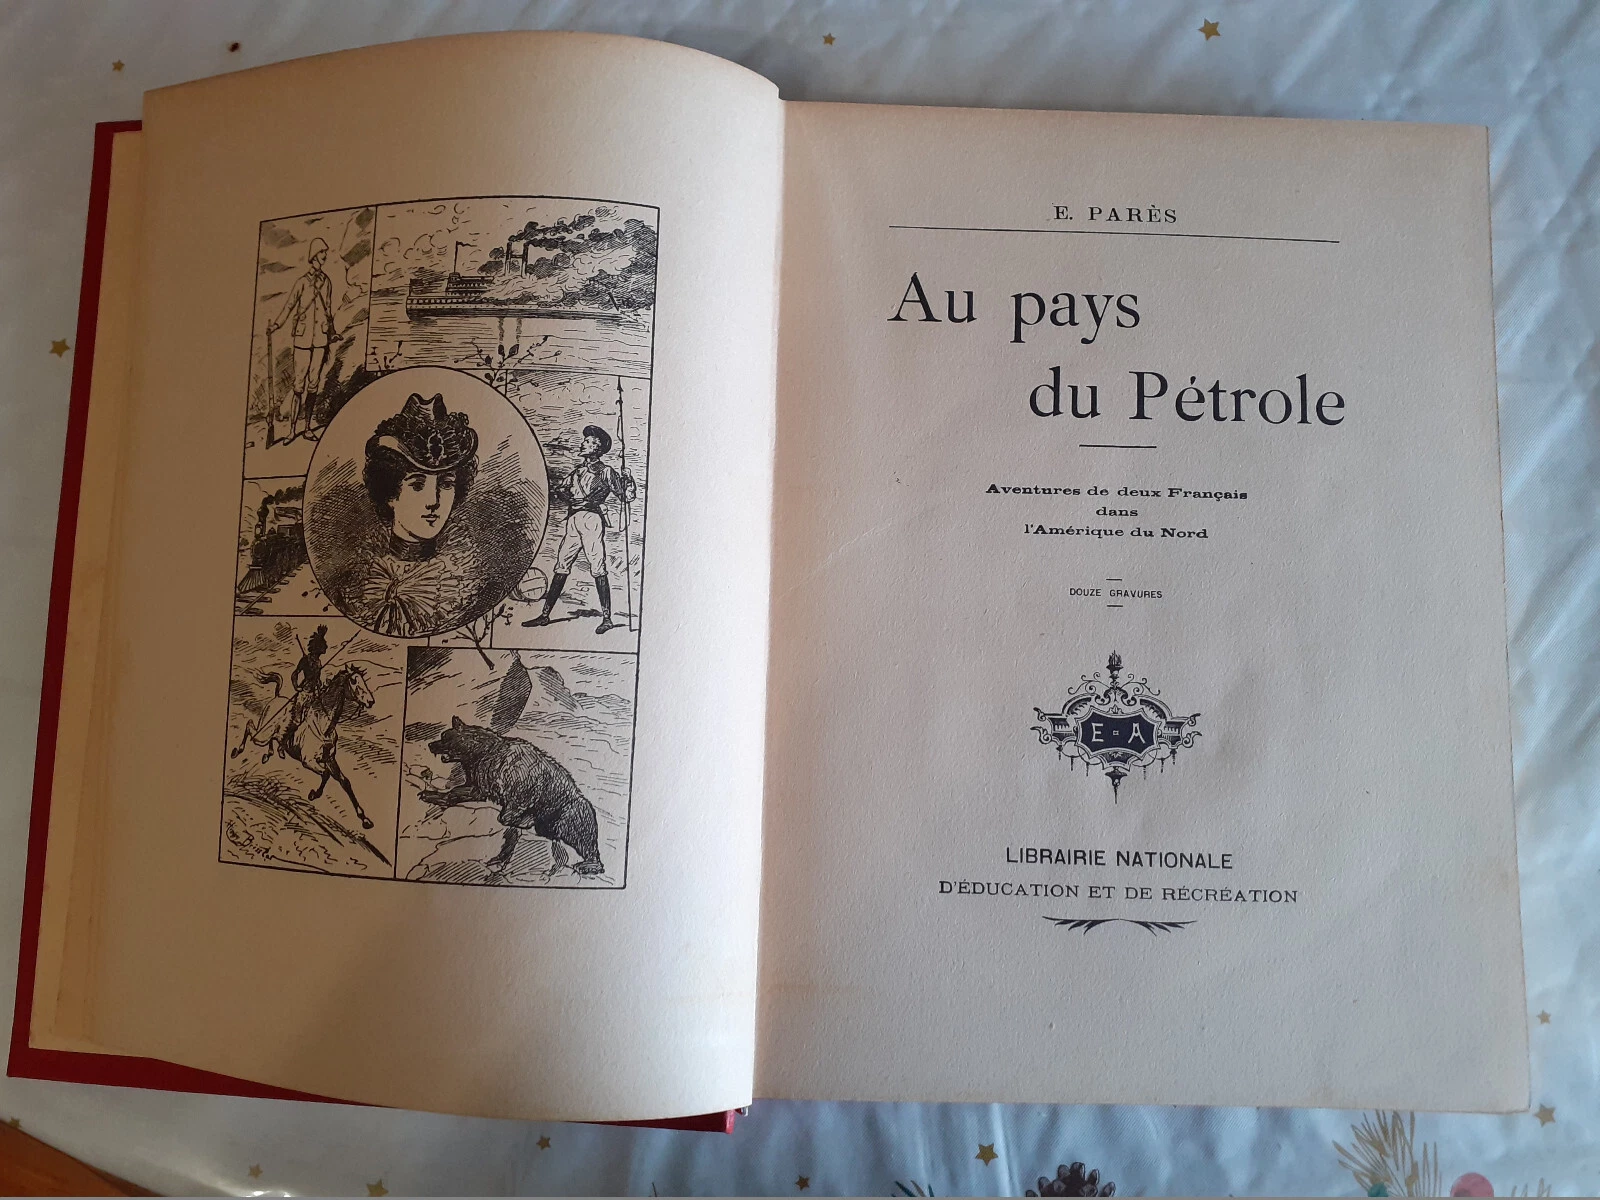 E. PARÈS
Au pays
du Pétrole
Aventures de deux Français
dans
l'Amérique du Nord
DOUZE GRAVURES
E = A
LIBRAIRIE NATIONALE
D'ÉDUCATION ET DE RÉCRÉATION